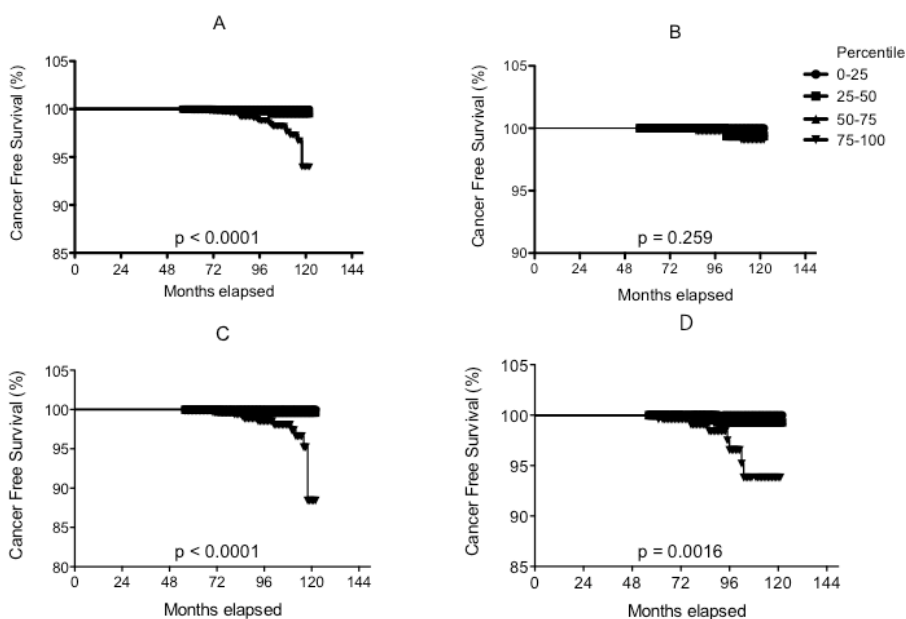 A
105
100
95
90
85
Cancer Free Survival (%)
p < 0.0001
0 24 48 72 96 120 144
Months elapsed
B
105
100
95
90
Cancer Free Survival (%)
p = 0.259
0 24 48 72 96 120 144
Months elapsed
Percentile
0-25
25-50
50-75
75-100
C
105
100
95
90
85
80
Cancer Free Survival (%)
p < 0.0001
0 24 48 72 96 120 144
Months elapsed
D
105
100
95
90
85
Cancer Free Survival (%)
p = 0.0016
0 24 48 72 96 120 144
Months elapsed